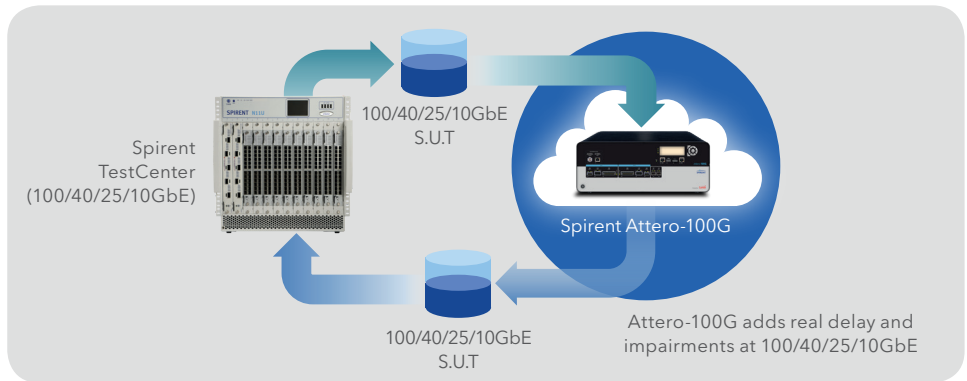 SPIRENT N11U
Spirent
TestCenter
(100/40/25/10GbE)
100/40/25/10GbE
S.U.T
Spirent Attero-100G
100/40/25/10GbE
S.U.T
Attero-100G adds real delay and
impairments at 100/40/25/10GbE